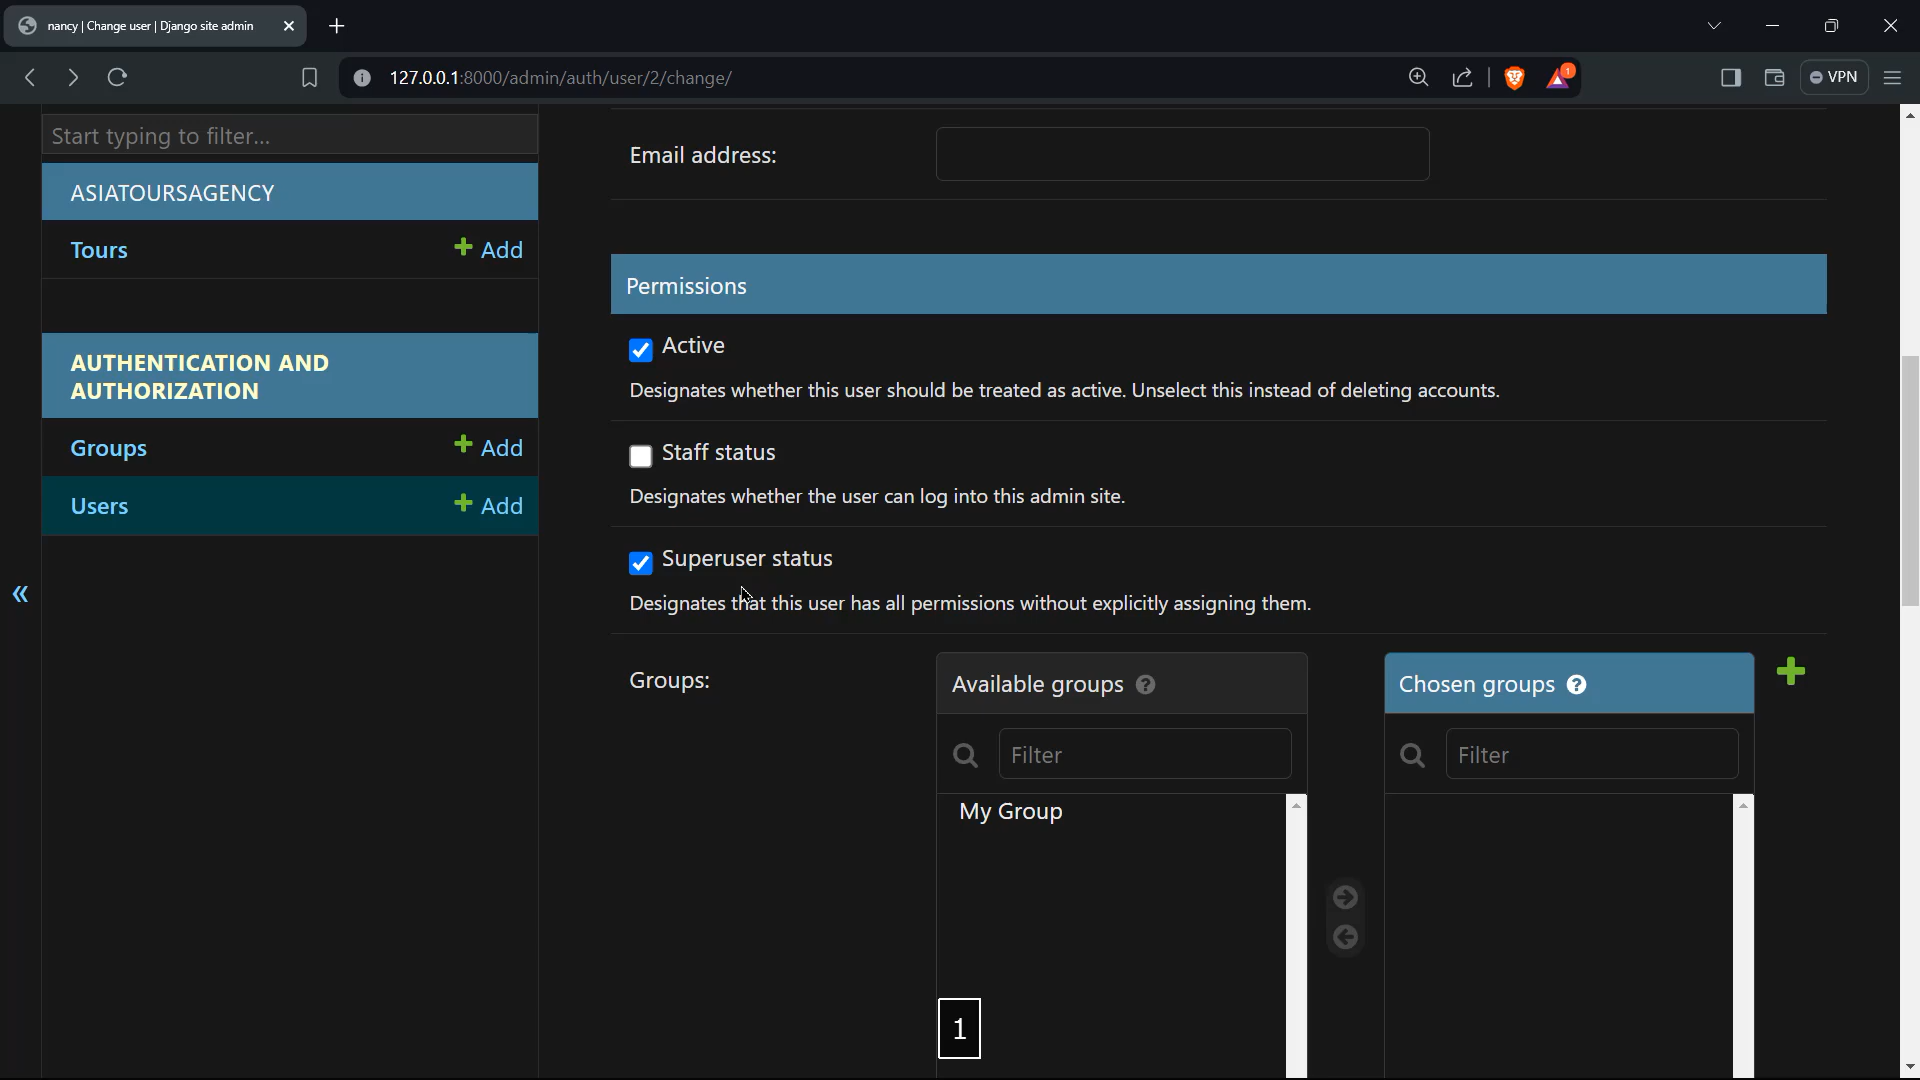 nancy | Change user | Django site admin
127.0.0.1:8000/admin/auth/user/2/change/
1
VPN
Start typing to filter...
ASIATOURSAGENCY
Tours
Add
AUTHENTICATION AND
AUTHORIZATION
Groups
Add
Users
Add
«
Email address:
Permissions
Active
Designates whether this user should be treated as active. Unselect this instead of deleting accounts.
Staff status
Designates whether the user can log into this admin site.
Superuser status
Designates that this user has all permissions without explicitly assigning them.
Groups:
Available groups ?
Filter
My Group
1
Chosen groups ?
Filter